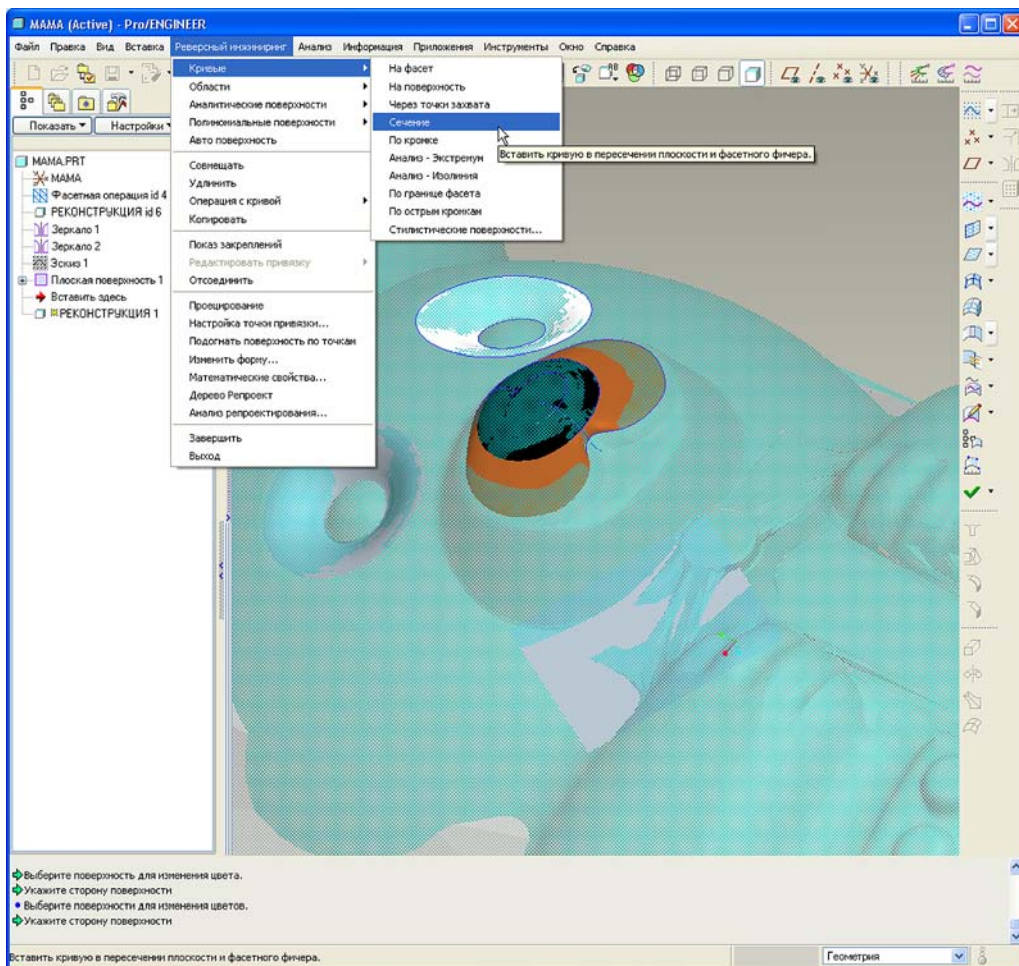 МАМА (Active) - Pro/ENGINEER
Файл Правка Вид Вставка Реверсный инжиниринг Анализ Информация Приложения Инструменты Окно Справка
Показать Настройки
МАМА.PRT
МАМА
Фасетная операция id 4
РЕКОНСТРУКЦИЯ id 6
Зеркало 1
Зеркало 2
Эскиз 1
Плоская поверхность 1
Вставить здесь
РЕКОНСТРУКЦИЯ 1
Кривые
Области
Аналитические поверхности
Полиномиальные поверхности
Авто поверхность
Совмещать
Удлинить
Операция с кривой
Копировать
Показ закреплений
Редактировать привязку
Отсоединить
Проецирование
Настройка точки привязки...
Подогнать поверхность по точкам
Изменить форму...
Математические свойства...
Дерево Репроект
Анализ репроектирования...
Завершить
Выход
На фасет
На поверхность
Через точки захвата
Сечение
По кромке
Анализ - Экстремум
Анализ - Изолиния
По границе фасета
По острым кромкам
Стилистические поверхности...
Вставить кривую в пересечении плоскости и фасетного фичера.
Выберите поверхность для изменения цвета.
Укажите сторону поверхности
Выберите поверхности для изменения цветов.
Укажите сторону поверхности
Вставить кривую в пересечении плоскости и фасетного фичера.
Геометрия